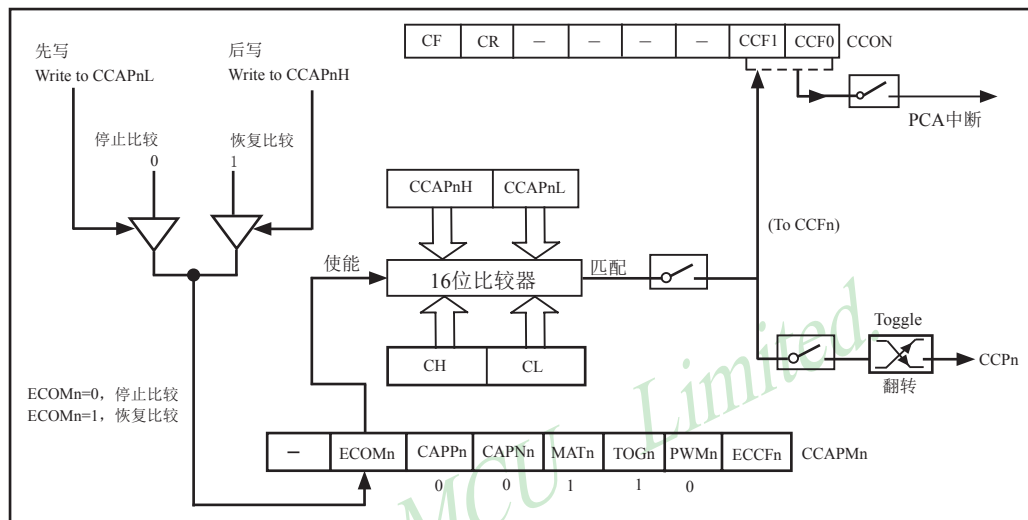 CF CR — — — — CCF1 CCF0 CCON
先写
Write to CCAPnL
后写
Write to CCAPnH
PCA中断
停止比较
0
恢复比较
1
CCAPnH CCAPnL
(To CCFn)
使能
16位比较器
匹配
Toggle
CH CL
CCPn
翻转
ECOMn=0，停止比较
ECOMn=1，恢复比较
— ECOMn CAPPn CAPNn MATn TOGn PWMn ECCFn CCAPMn
0 0 1 1 0
MCU Limited.